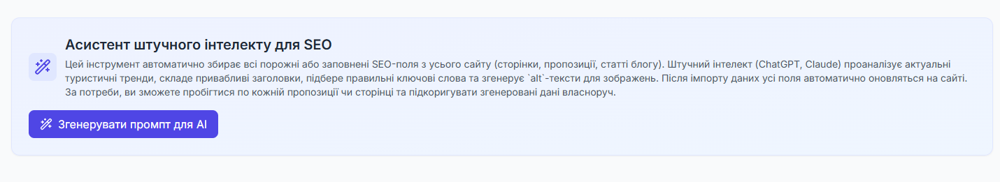 Асистент штучного інтелекту для SEO
Цей інструмент автоматично збирає всі порожні або заповнені SEO-поля з усього сайту (сторінки, пропозиції, статті блогу). Штучний інтелект (ChatGPT, Claude) проаналізує актуальні
туристичні тренди, складе привабливі заголовки, підбере правильні ключові слова та згенерує `alt`-тексти для зображень. Після імпорту даних усі поля автоматично оновляться на сайті.
За потреби, ви зможете пробігтися по кожній пропозиції чи сторінці та підкоригувати згенеровані дані власноруч.
Згенерувати промпт для AI